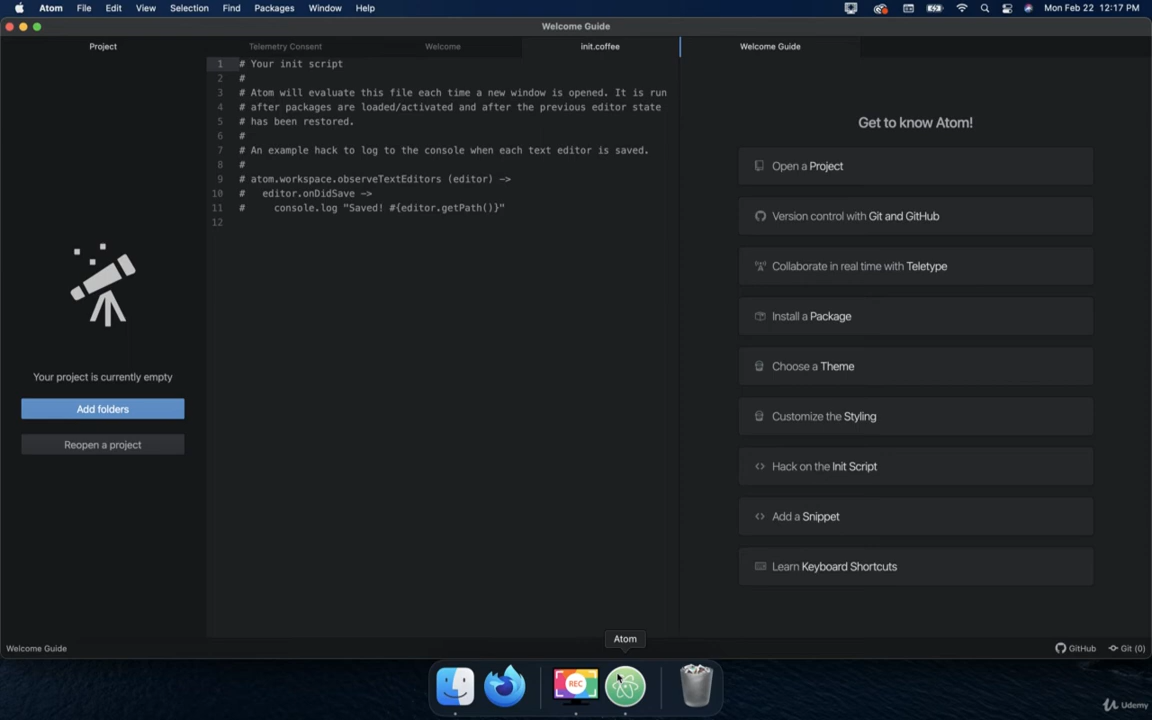 Atom File Edit View Selection Find Packages Window Help Mon Feb 22 12:17 PM
Welcome Guide
Project Telemetry Consent Welcome init.coffee Welcome Guide
1 # Your init script
2 #
3 # Atom will evaluate this file each time a new window is opened. It is run
4 # after packages are loaded/activated and after the previous editor state
5 # has been restored.
6 #
7 # An example hack to log to the console when each text editor is saved.
8 #
9 # atom.workspace.observeTextEditors (editor) ->
10 #   editor.onDidSave ->
11 #     console.log "Saved! #{editor.getPath()}"
12
Your project is currently empty
Add folders
Reopen a project
Get to know Atom!
Open a Project
Version control with Git and GitHub
Collaborate in real time with Teletype
Install a Package
Choose a Theme
Customize the Styling
Hack on the Init Script
Add a Snippet
Learn Keyboard Shortcuts
Welcome Guide
GitHub Git (0)
Atom
REC
Udemy